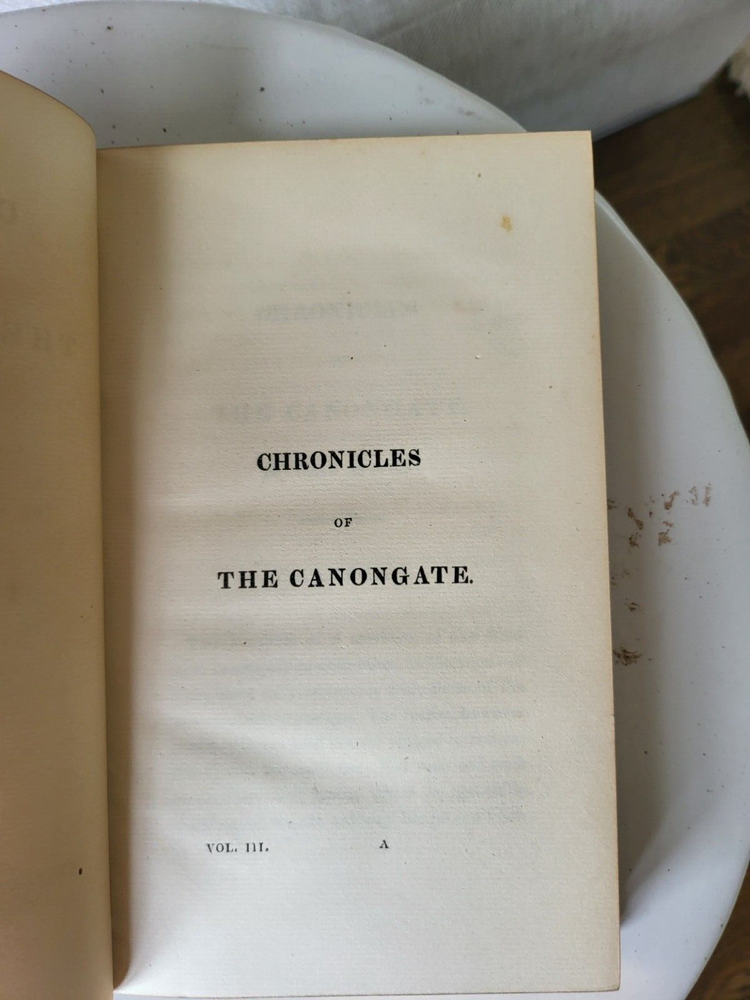 CHRONICLES
OF
THE CANONGATE.
VOL. III.
A